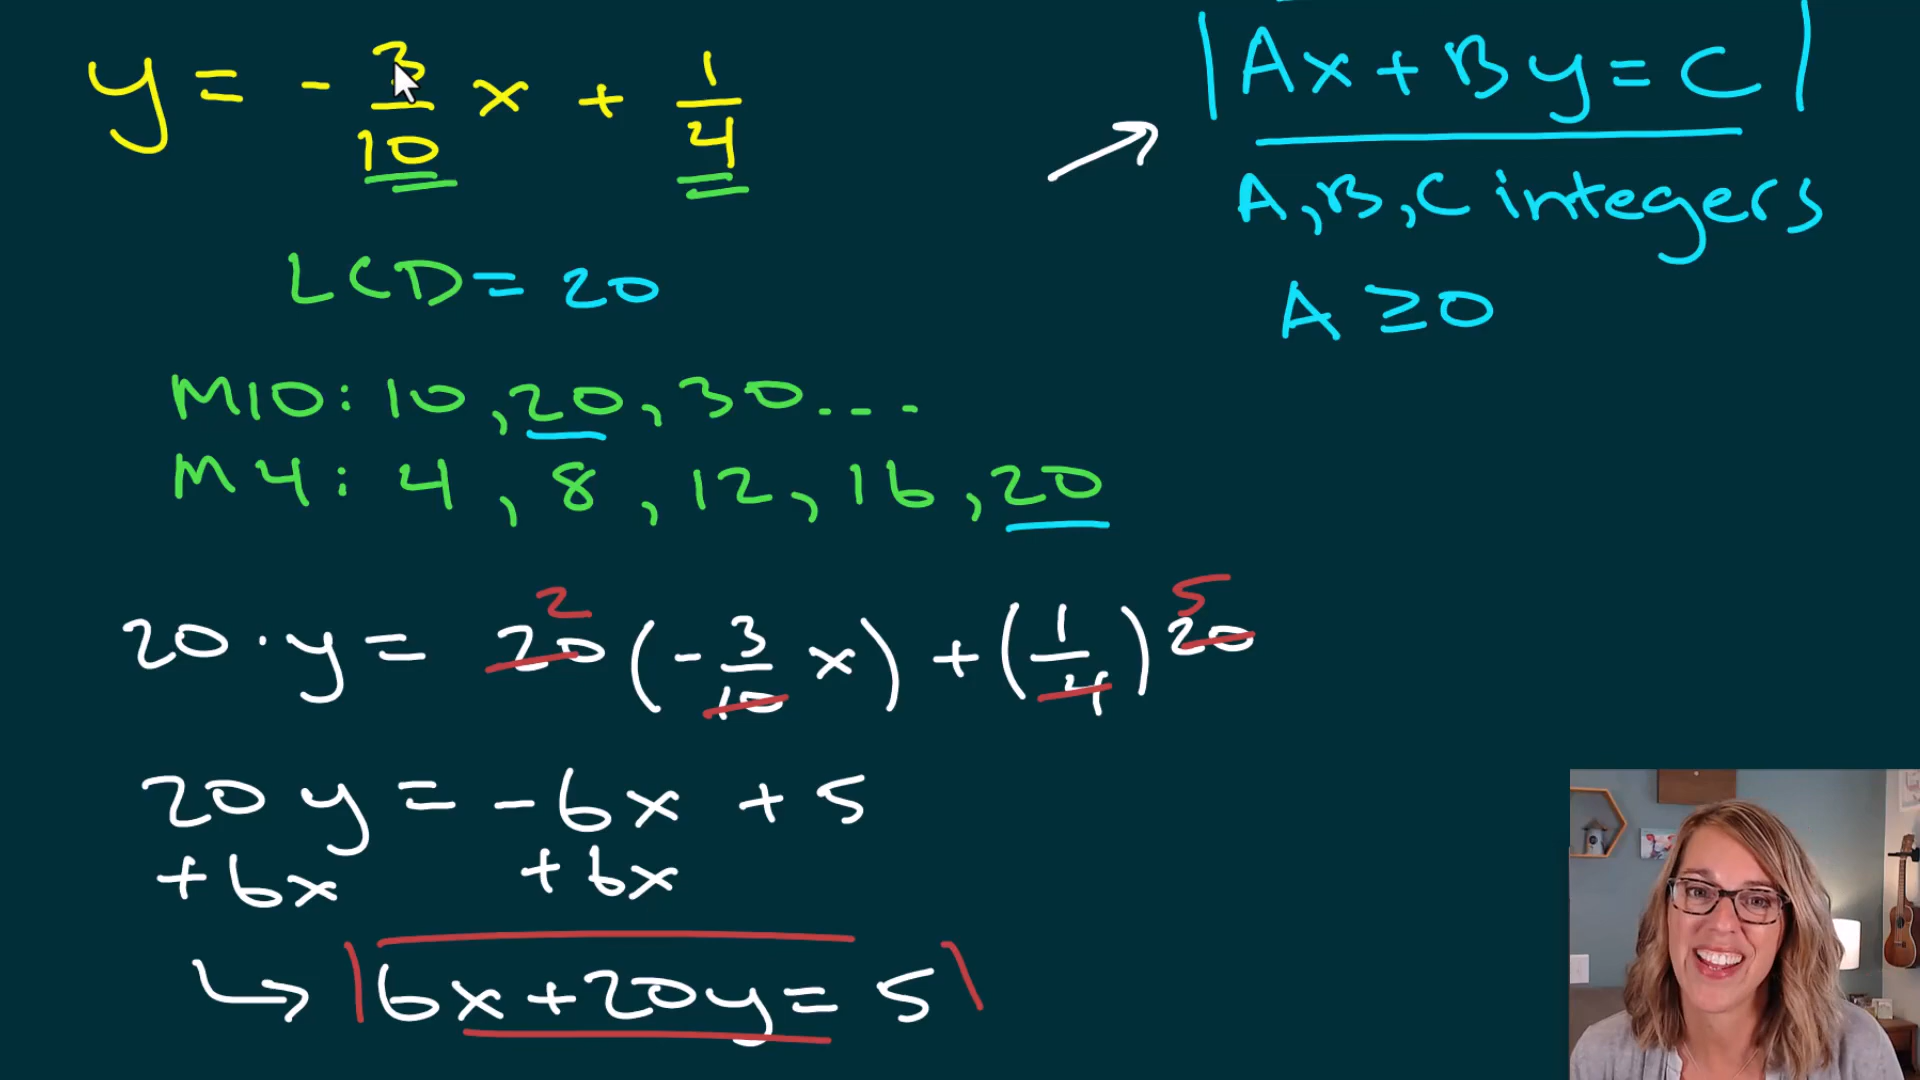 y = - 3/10 x + 1/4
Ax + By = C
A, B, C integers
A ≥ 0
LCD = 20
M10: 10, 20, 30...
M4: 4, 8, 12, 16, 20
20 · y = 20 (- 3/10 x) + (1/4) 20
2 5
20y = -6x + 5
+6x +6x
↳ 6x + 20y = 5